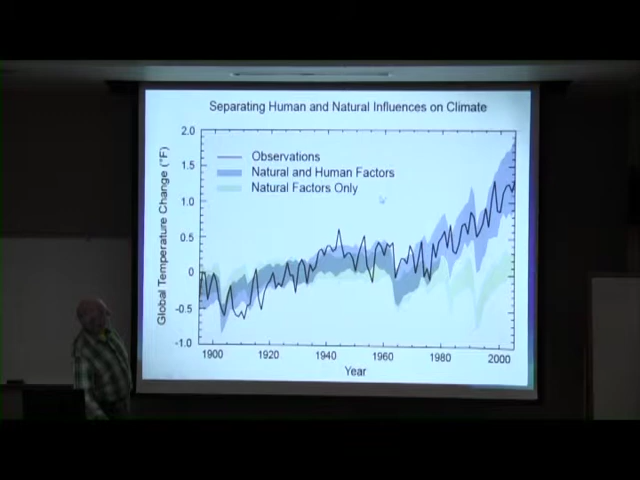 Separating Human and Natural Influences on Climate
2.0
1.5
1.0
0.5
0
-0.5
-1.0
Global Temperature Change (°F)
Observations
Natural and Human Factors
Natural Factors Only
1900 1920 1940 1960 1980 2000
Year